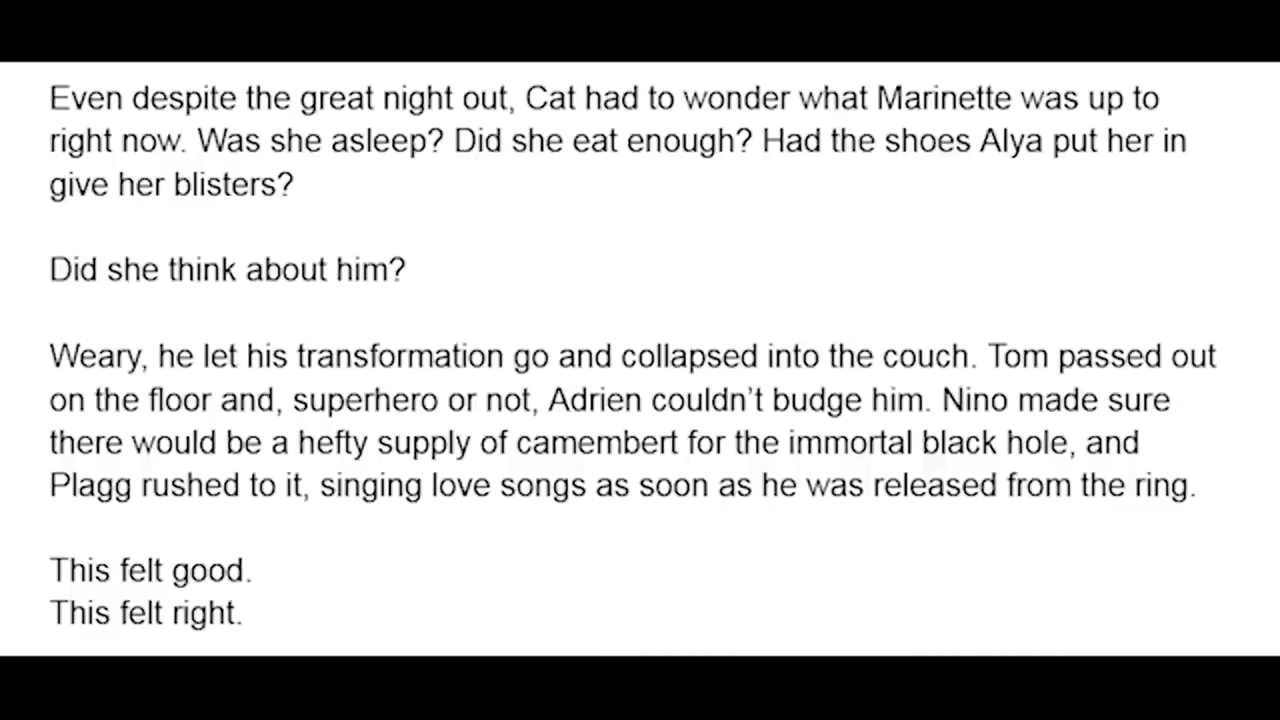 Even despite the great night out, Cat had to wonder what Marinette was up to
right now. Was she asleep? Did she eat enough? Had the shoes Alya put her in
give her blisters?
Did she think about him?
Weary, he let his transformation go and collapsed into the couch. Tom passed out
on the floor and, superhero or not, Adrien couldn’t budge him. Nino made sure
there would be a hefty supply of camembert for the immortal black hole, and
Plagg rushed to it, singing love songs as soon as he was released from the ring.
This felt good.
This felt right.